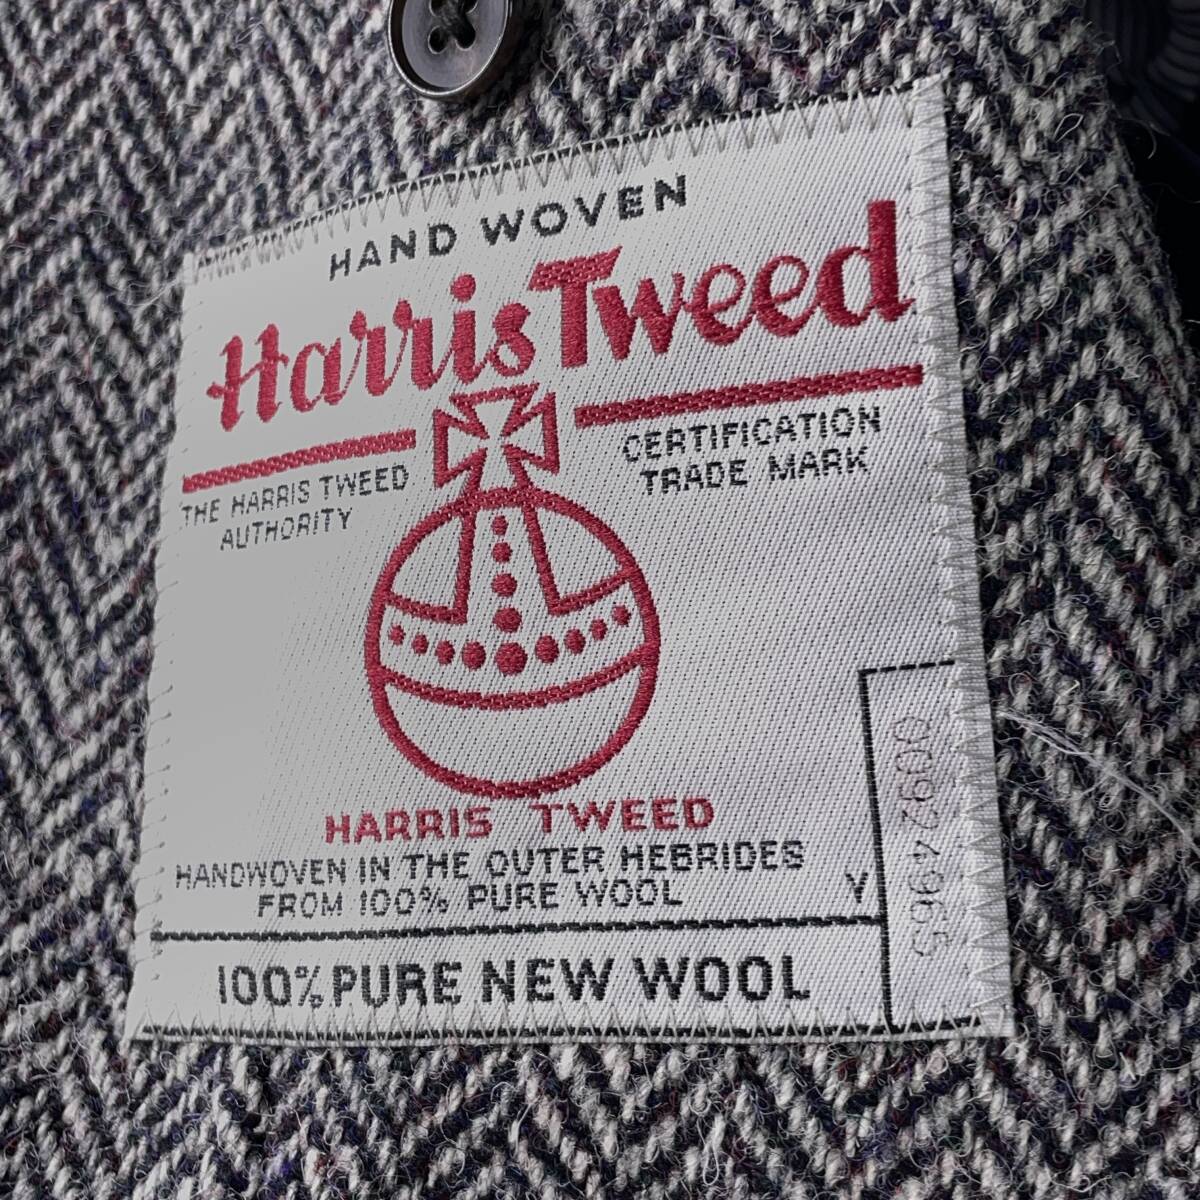 HAND WOVEN
Harris Tweed
THE HARRIS TWEED
AUTHORITY
CERTIFICATION
TRADE MARK
HARRIS TWEED
HANDWOVEN IN THE OUTER HEBRIDES
FROM 100% PURE WOOL
Y
100% PURE NEW WOOL